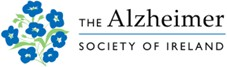 THE Alzheimer
SOCIETY OF IRELAND